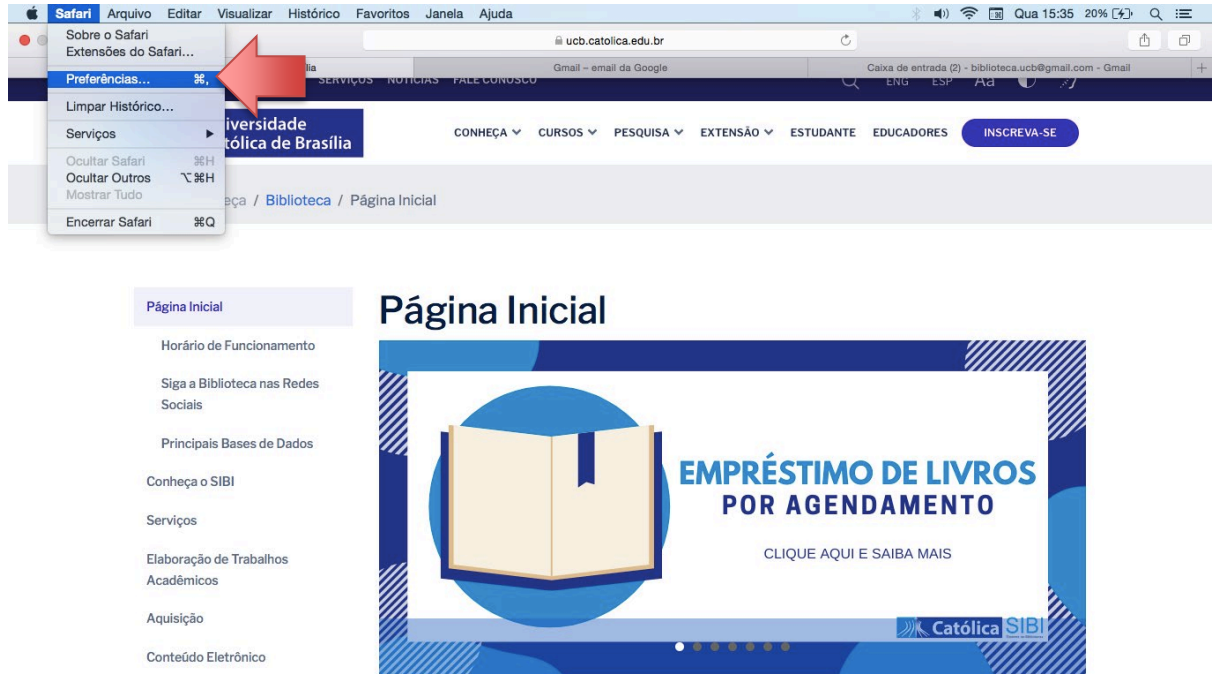 Safari Arquivo Editar Visualizar Histórico Favoritos Janela Ajuda Qua 15:35 20%
Sobre o Safari
Extensões do Safari...
Preferências... ⌘,
Limpar Histórico...
Serviços
Ocultar Safari ⌘H
Ocultar Outros ⌥⌘H
Mostrar Tudo
Encerrar Safari ⌘Q
ucb.catolica.edu.br
Gmail – email da Google Caixa de entrada (2) - biblioteca.ucb@gmail.com - Gmail
SERVIÇOS NOTÍCIAS FALE CONOSCO ENG ESP Aa
iversidade
tólica de Brasília
CONHEÇA CURSOS PESQUISA EXTENSÃO ESTUDANTE EDUCADORES INSCREVA-SE
eça / Biblioteca / Página Inicial
Página Inicial
Horário de Funcionamento
Siga a Biblioteca nas Redes
Sociais
Principais Bases de Dados
Conheça o SIBI
Serviços
Elaboração de Trabalhos
Acadêmicos
Aquisição
Conteúdo Eletrônico
Página Inicial
EMPRÉSTIMO DE LIVROS
POR AGENDAMENTO
CLIQUE AQUI E SAIBA MAIS
Católica SIBI